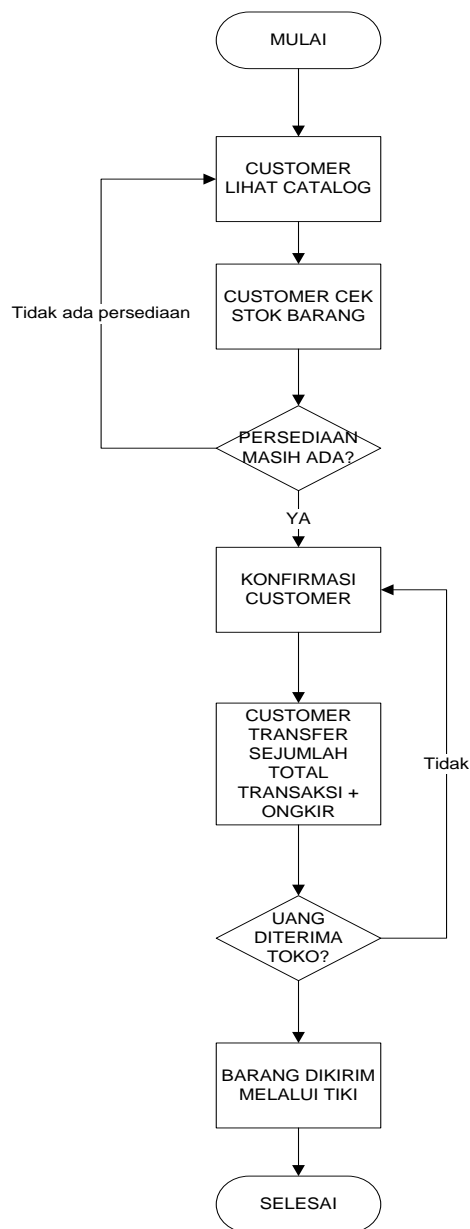 MULAI
CUSTOMER
LIHAT CATALOG
CUSTOMER CEK
STOK BARANG
Tidak ada persediaan
PERSEDIAAN
MASIH ADA?
YA
KONFIRMASI
CUSTOMER
CUSTOMER
TRANSFER
SEJUMLAH
TOTAL
TRANSAKSI +
ONGKIR
Tidak
UANG
DITERIMA
TOKO?
BARANG DIKIRIM
MELALUI TIKI
SELESAI